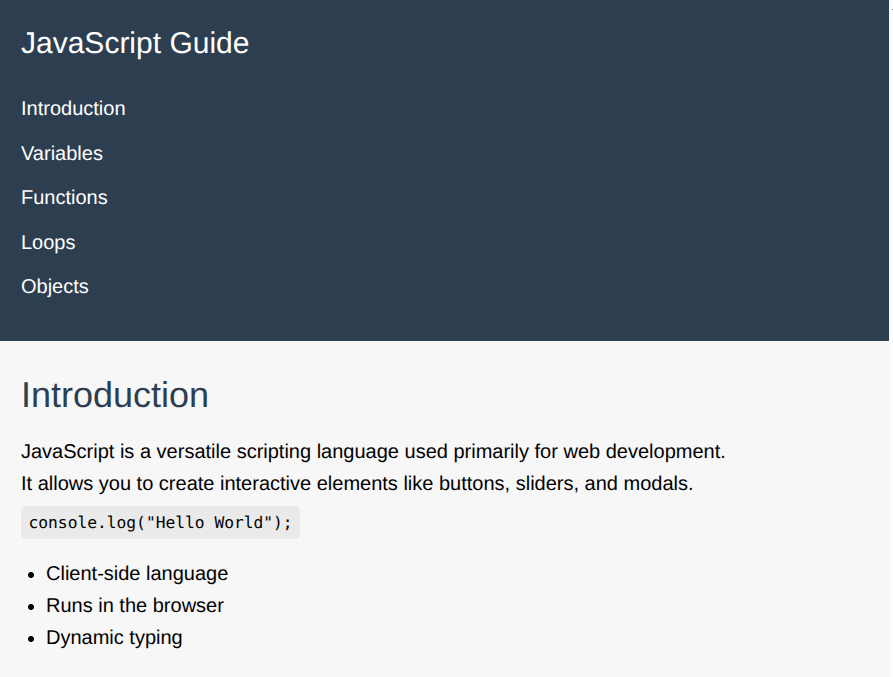 JavaScript Guide
Introduction
Variables
Functions
Loops
Objects
Introduction
JavaScript is a versatile scripting language used primarily for web development.
It allows you to create interactive elements like buttons, sliders, and modals.
console.log("Hello World");
Client-side language
Runs in the browser
Dynamic typing